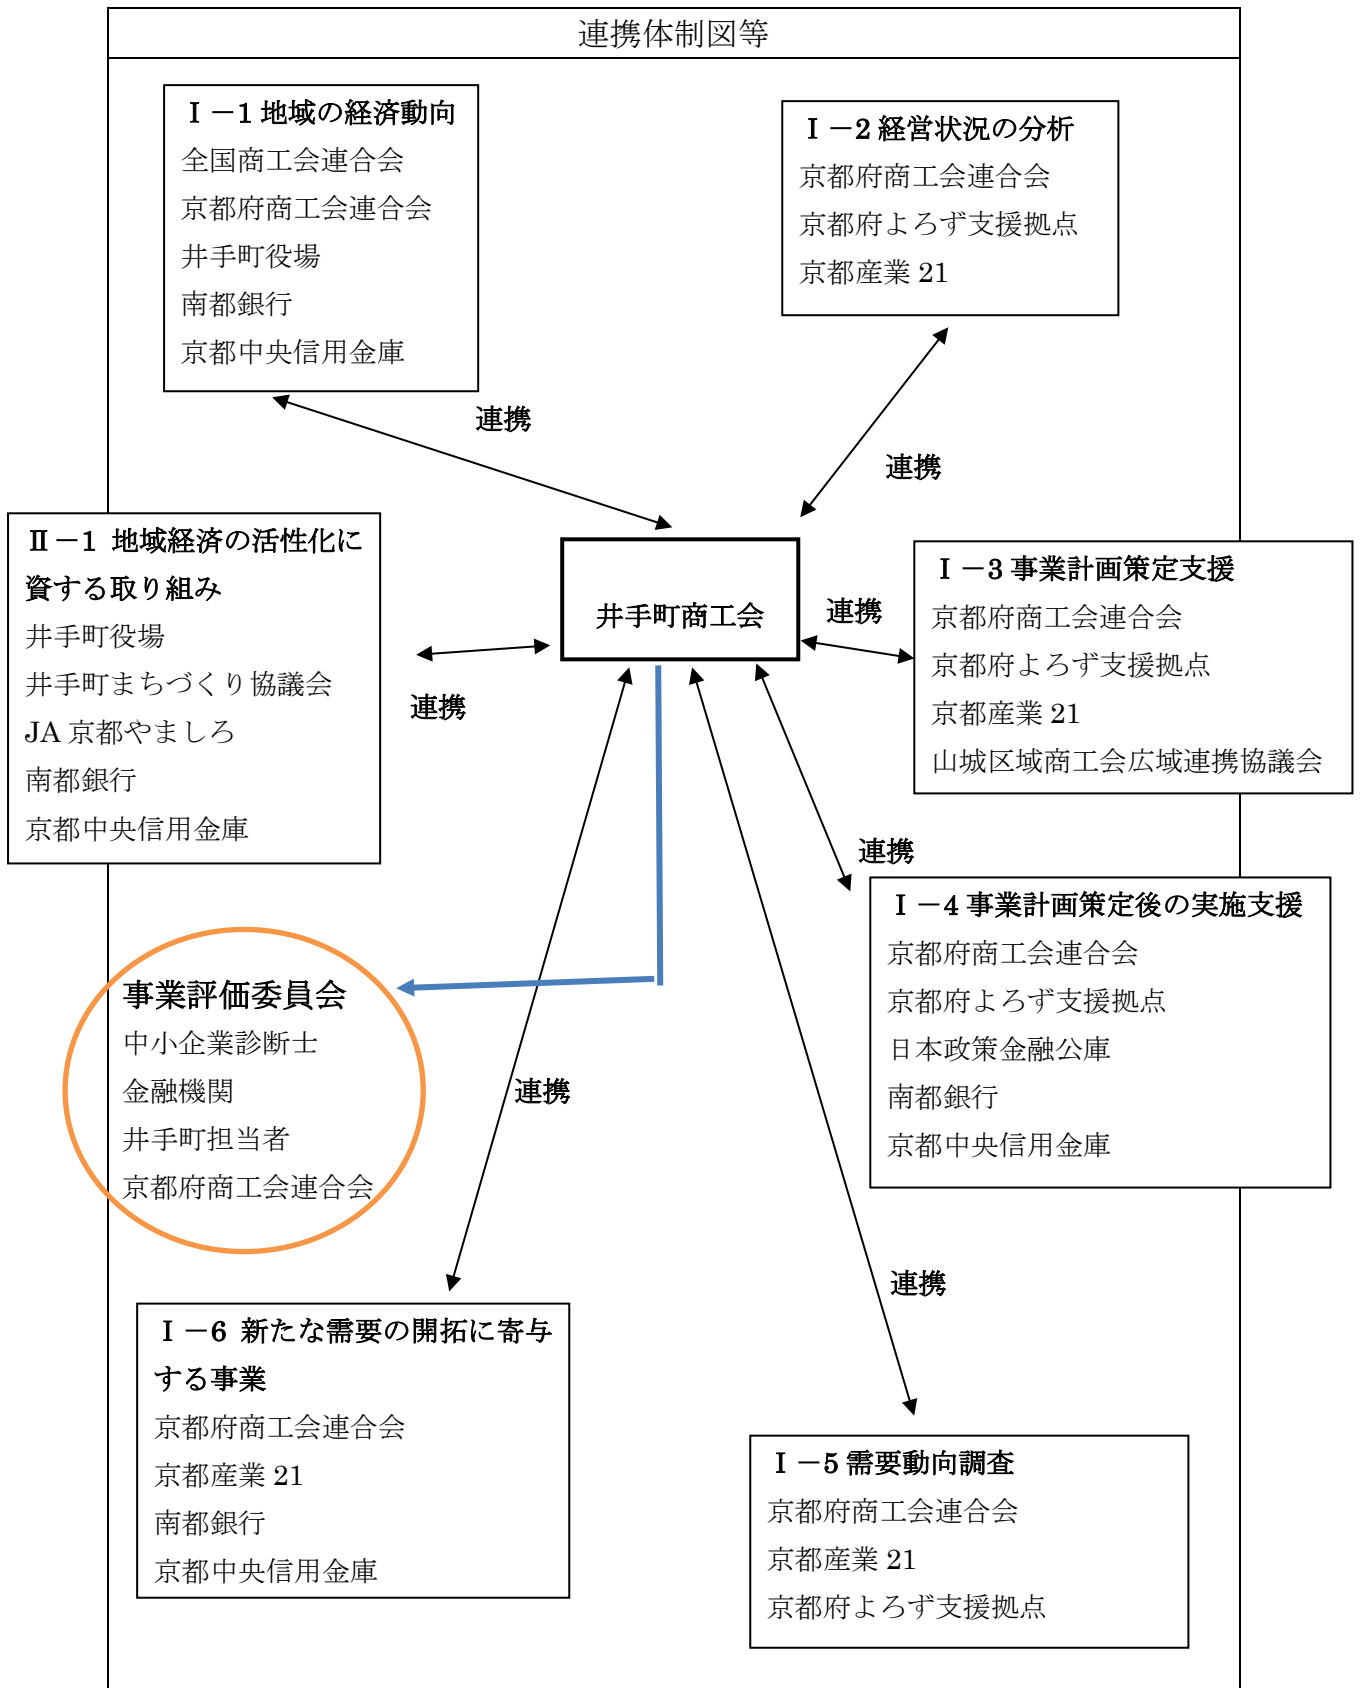 連携体制図等
Ⅰ－1 地域の経済動向
全国商工会連合会
京都府商工会連合会
井手町役場
南都銀行
京都中央信用金庫
Ⅰ－2 経営状況の分析
京都府商工会連合会
京都府よろず支援拠点
京都産業 21
連携
連携
Ⅱ－1 地域経済の活性化に
資する取り組み
井手町役場
井手町まちづくり協議会
JA 京都やましろ
南都銀行
京都中央信用金庫
連携
井手町商工会
連携
Ⅰ－3 事業計画策定支援
京都府商工会連合会
京都府よろず支援拠点
京都産業 21
山城区域商工会広域連携協議会
連携
Ⅰ－4 事業計画策定後の実施支援
京都府商工会連合会
京都府よろず支援拠点
日本政策金融公庫
南都銀行
京都中央信用金庫
事業評価委員会
中小企業診断士
金融機関
井手町担当者
京都府商工会連合会
連携
連携
Ⅰ－6 新たな需要の開拓に寄与
する事業
京都府商工会連合会
京都産業 21
南都銀行
京都中央信用金庫
Ⅰ－5 需要動向調査
京都府商工会連合会
京都産業 21
京都府よろず支援拠点